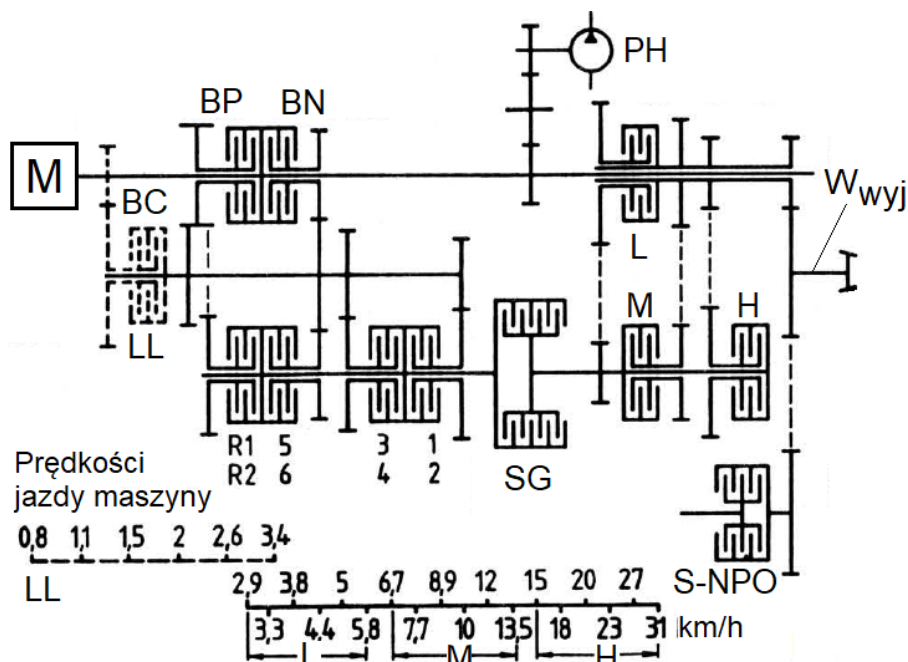 PH
BP BN
M
BC
W wyj
L
LL
M H
R1 5 3 1
R2 6 4 2
SG
Prędkości
jazdy maszyny
0,8 1,1 1,5 2 2,6 3,4
LL
S-NPO
2,9 3,8 5 6,7 8,9 12 15 20 27
3,3 4,4 5,8 7,7 10 13,5 18 23 31 km/h
L M H